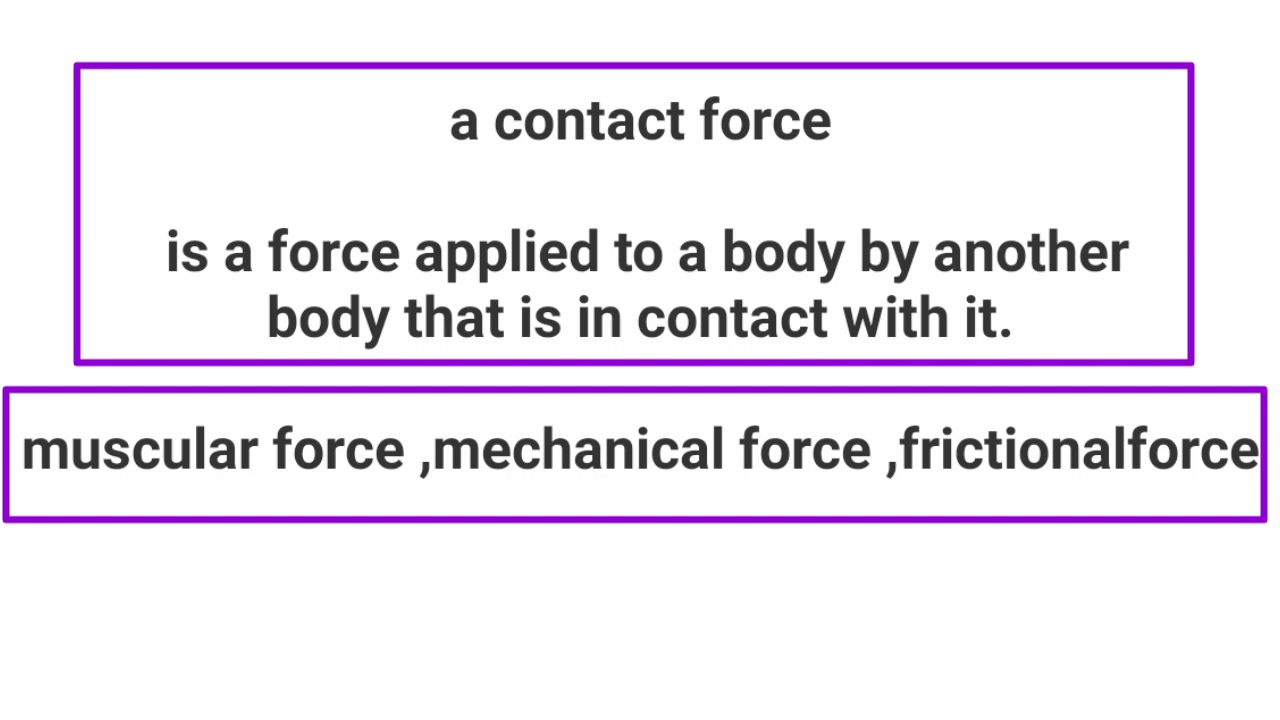 a contact force
is a force applied to a body by another
body that is in contact with it.
muscular force ,mechanical force ,frictionalforce